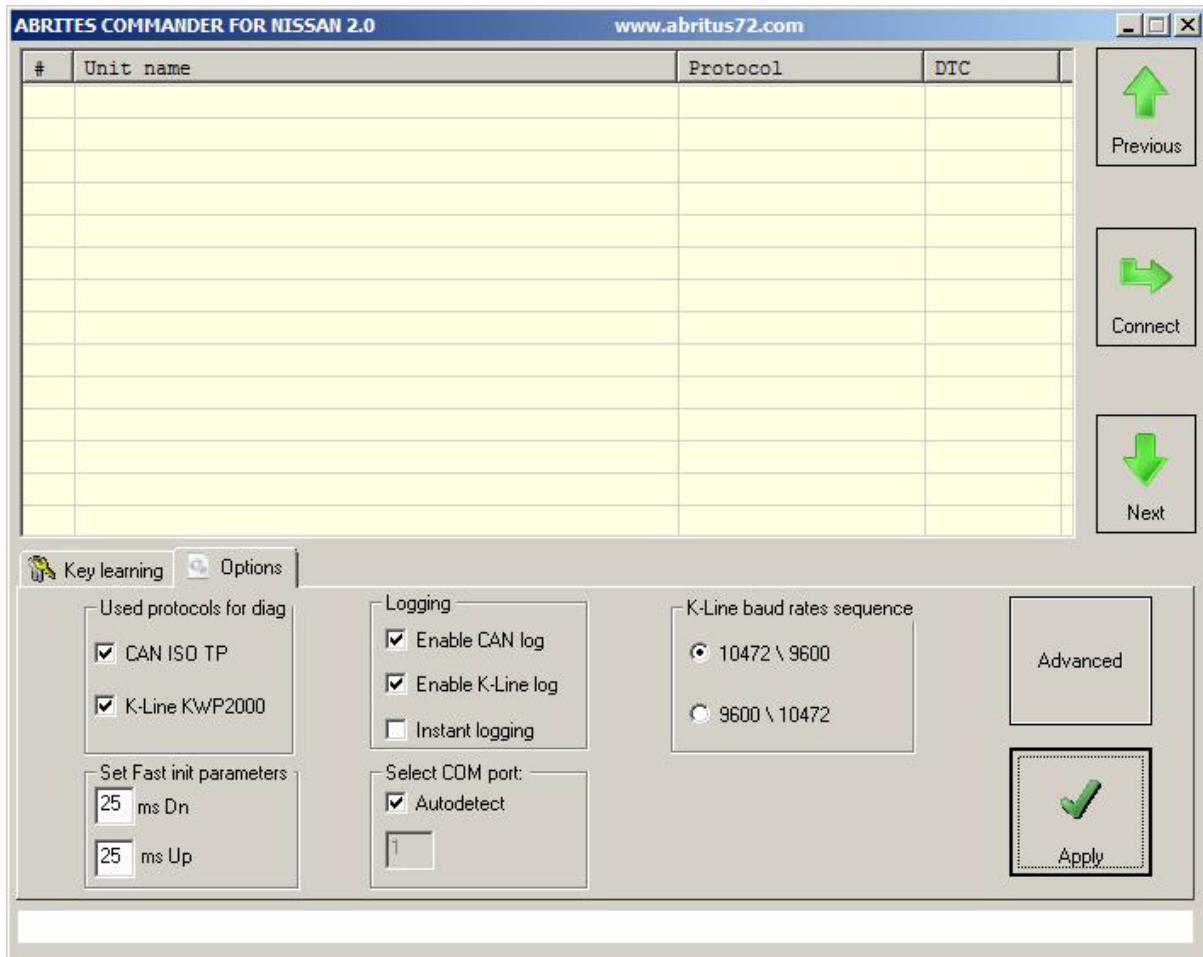 ABRITES COMMANDER FOR NISSAN 2.0 www.abritus72.com
# Unit name Protocol DTC
Previous
Connect
Next
Key learning Options
Used protocols for diag
CAN ISO TP
K-Line KWP2000
Logging
Enable CAN log
Enable K-Line log
Instant logging
K-Line baud rates sequence
10472 \ 9600
9600 \ 10472
Advanced
Set Fast init parameters
25 ms Dn
25 ms Up
Select COM port:
Autodetect
1
Apply